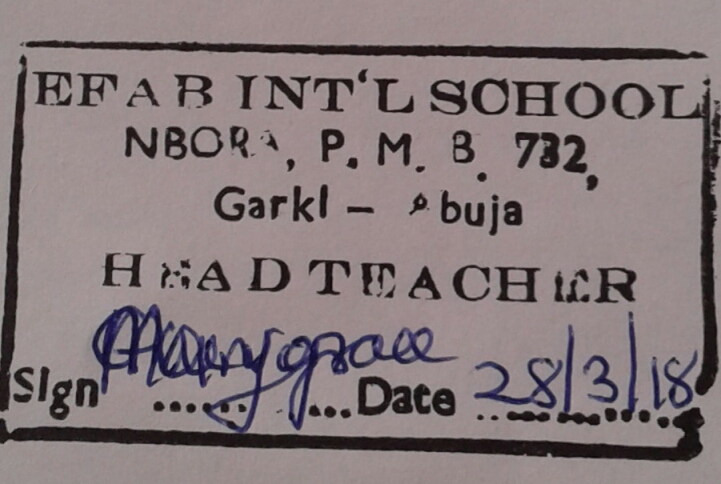 EFAB INT'L SCHOOL
NBORA, P. M. B. 732,
Garki - Abuja
HEAD TEACHER
Sign Marygrace Date 28/3/18